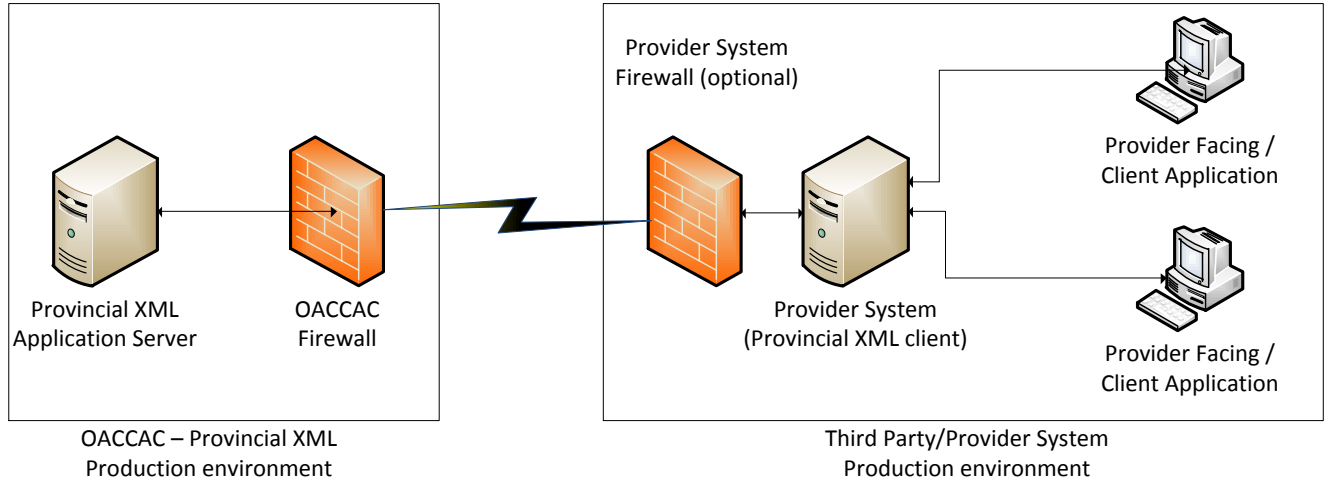 Provincial XML
Application Server
OACCAC
Firewall
OACCAC – Provincial XML
Production environment
Provider System
Firewall (optional)
Provider System
(Provincial XML client)
Provider Facing /
Client Application
Provider Facing /
Client Application
Third Party/Provider System
Production environment